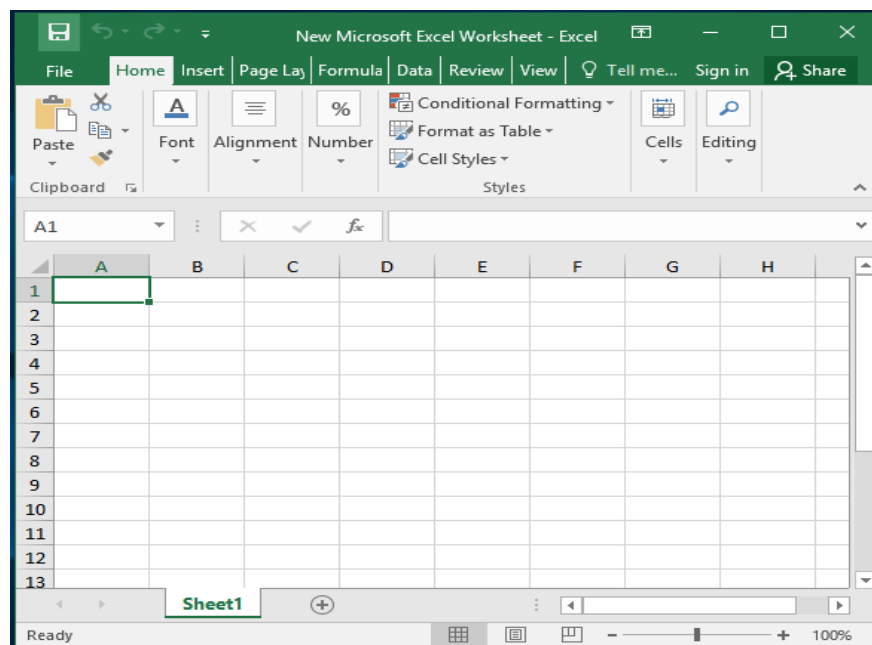 New Microsoft Excel Worksheet - Excel
File Home Insert Page Lay Formula Data Review View Tell me... Sign in Share
Paste
Clipboard
A
Font
Alignment
%
Number
Conditional Formatting
Format as Table
Cell Styles
Styles
Cells
Editing
A1 fx
A B C D E F G H
1
2
3
4
5
6
7
8
9
10
11
12
13
Sheet1
Ready 100%